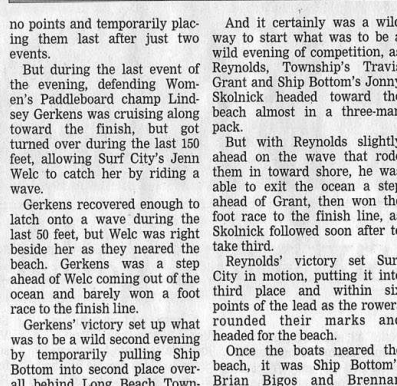 no points and temporarily plac-
ing them last after just two
events.
But during the last event of
the evening, defending Wom-
en's Paddleboard champ Lind-
sey Gerkens was cruising along
toward the finish, but got
turned over during the last 150
feet, allowing Surf City's Jenn
Welc to catch her by riding a
wave.
Gerkens recovered enough to
latch onto a wave during the
last 50 feet, but Welc was right
beside her as they neared the
beach. Gerkens was a step
ahead of Welc coming out of the
ocean and barely won a foot
race to the finish line.
Gerkens' victory set up what
was to be a wild second evening
by temporarily pulling Ship
Bottom into second place over-
all behind Long Beach Town-
And it certainly was a wild
way to start what was to be a
wild evening of competition, as
Reynolds, Township's Travis
Grant and Ship Bottom's Jonny
Skolnick headed toward the
beach almost in a three-man
pack.
But with Reynolds slightly
ahead on the wave that rode
them in toward shore, he was
able to exit the ocean a step
ahead of Grant, then won the
foot race to the finish line, as
Skolnick followed soon after to
take third.
Reynolds' victory set Surf
City in motion, putting it into
third place and within six
points of the lead as the rowers
rounded their marks and
headed for the beach.
Once the boats neared the
beach, it was Ship Bottom's
Brian Bigos and Brennan